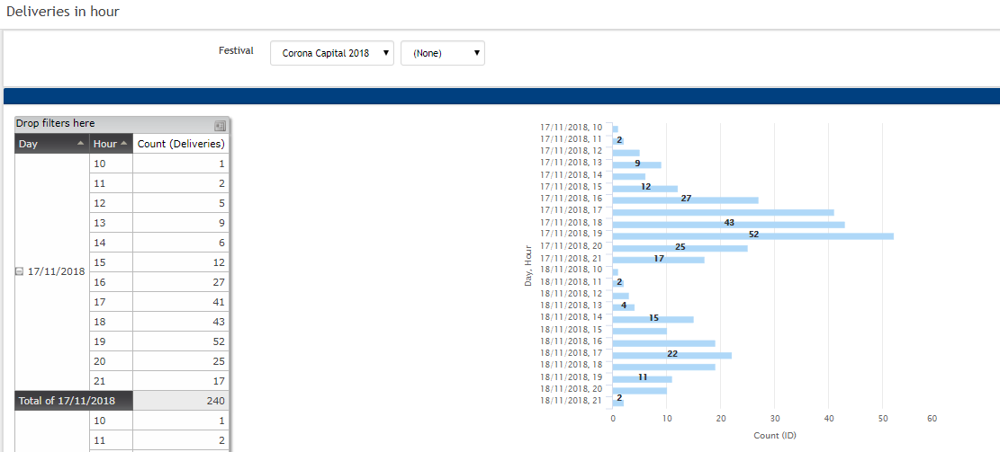 Deliveries in hour
Festival Corona Capital 2018 (None)
Drop filters here
Day Hour Count (Deliveries)
17/11/2018
10 1
11 2
12 5
13 9
14 6
15 12
16 27
17 41
18 43
19 52
20 25
21 17
Total of 17/11/2018 240
10 1
11 2
Day, Hour
17/11/2018, 10
17/11/2018, 11 2
17/11/2018, 12
17/11/2018, 13 9
17/11/2018, 14
17/11/2018, 15 12
17/11/2018, 16 27
17/11/2018, 17
17/11/2018, 18 43
17/11/2018, 19 52
17/11/2018, 20 25
17/11/2018, 21 17
18/11/2018, 10
18/11/2018, 11 2
18/11/2018, 12
18/11/2018, 13 4
18/11/2018, 14 15
18/11/2018, 15
18/11/2018, 16
18/11/2018, 17 22
18/11/2018, 18
18/11/2018, 19 11
18/11/2018, 20
18/11/2018, 21 2
0 10 20 30 40 50 60
Count (ID)